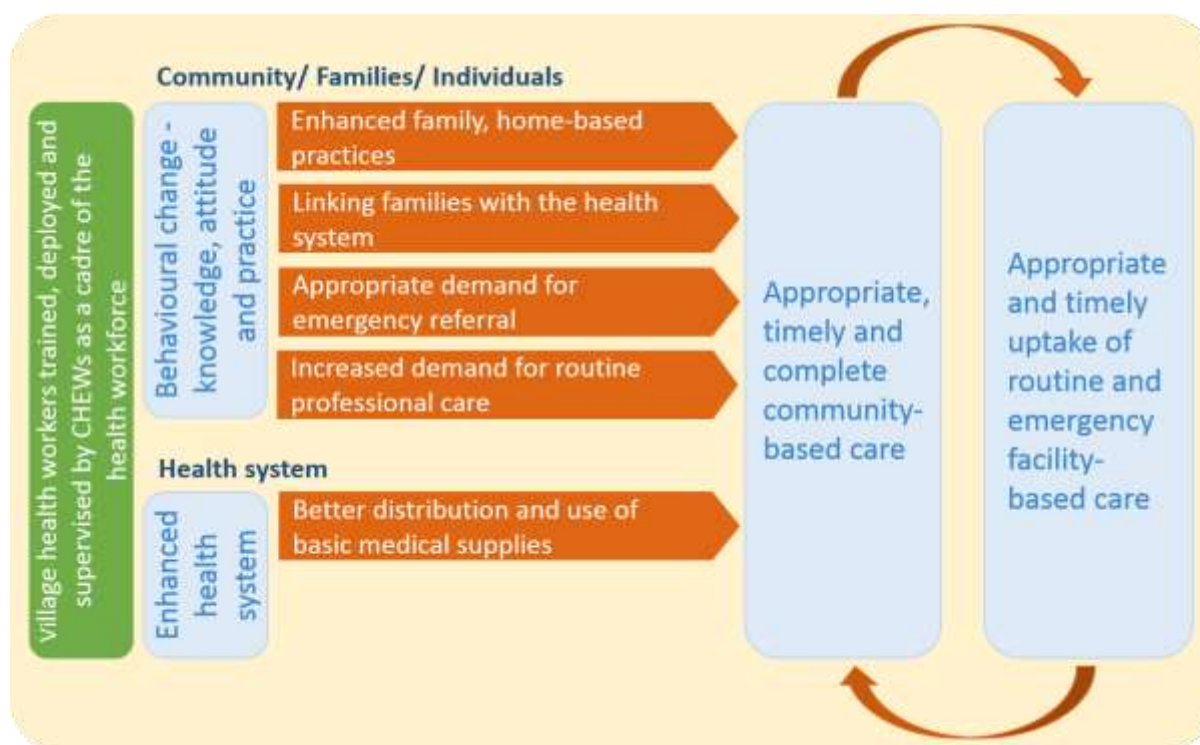 Community/ Families/ Individuals
Village health workers trained, deployed and
supervised by CHEWs as a cadre of the
health workforce
Behavioural change -
knowledge, attitude
and practice
Enhanced family, home-based
practices
Linking families with the health
system
Appropriate demand for
emergency referral
Increased demand for routine
professional care
Health system
Enhanced
health
system
Better distribution and use of
basic medical supplies
Appropriate,
timely and
complete
community-
based care
Appropriate
and timely
uptake of
routine and
emergency
facility-
based care